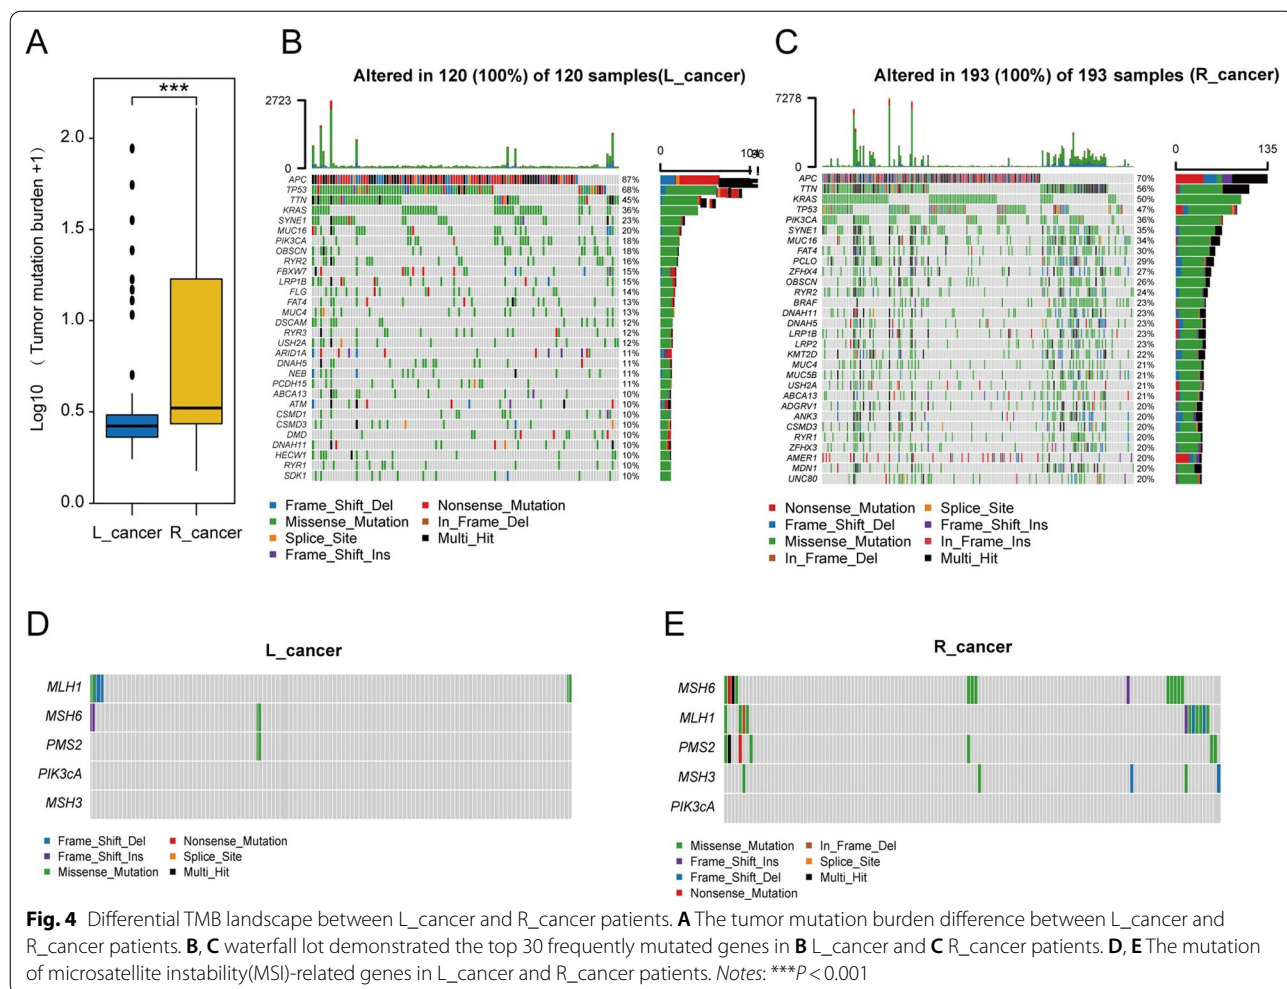 A
***
Log10 （Tumor mutation burden +1)
2.0
1.5
1.0
0.5
0.0
L_cancer R_cancer
B
Altered in 120 (100%) of 120 samples(L_cancer)
2723
0
0
APC 87%
TP53 68%
TTN 45%
KRAS 36%
SYNE1 23%
MUC16 20%
PIK3CA 18%
OBSCN 18%
RYR2 16%
FBXW7 15%
LRP1B 15%
FLG 14%
FAT4 13%
MUC4 13%
DSCAM 12%
RYR3 12%
USH2A 12%
ARID1A 11%
DNAH5 11%
NEB 11%
PCDH15 11%
ABCA13 10%
ATM 10%
CSMD1 10%
CSMD3 10%
DMD 10%
DNAH11 10%
HECW1 10%
RYR1 10%
SDK1 10%
Frame_Shift_Del Nonsense_Mutation
Missense_Mutation In_Frame_Del
Splice_Site Multi_Hit
Frame_Shift_Ins
C
Altered in 193 (100%) of 193 samples (R_cancer)
7278
0
0 135
APC 70%
TTN 56%
KRAS 50%
TP53 47%
PIK3CA 36%
SYNE1 35%
MUC16 34%
FAT4 30%
PCLO 29%
ZFHX4 27%
OBSCN 26%
RYR2 24%
BRAF 23%
DNAH11 23%
DNAH5 23%
LRP1B 23%
LRP2 23%
KMT2D 22%
MUC4 21%
MUC5B 21%
USH2A 21%
ABCA13 21%
ADGRV1 20%
ANK3 20%
CSMD3 20%
RYR1 20%
ZFHX3 20%
AMER1 20%
MDN1 20%
UNC80 20%
Nonsense_Mutation Splice_Site
Frame_Shift_Del Frame_Shift_Ins
Missense_Mutation In_Frame_Ins
In_Frame_Del Multi_Hit
D
L_cancer
MLH1
MSH6
PMS2
PIK3cA
MSH3
Frame_Shift_Del Nonsense_Mutation
Frame_Shift_Ins Splice_Site
Missense_Mutation Multi_Hit
E
R_cancer
MSH6
MLH1
PMS2
MSH3
PIK3cA
Missense_Mutation In_Frame_Del
Frame_Shift_Ins Splice_Site
Frame_Shift_Del Multi_Hit
Nonsense_Mutation
Fig. 4 Differential TMB landscape between L_cancer and R_cancer patients. A The tumor mutation burden difference between L_cancer and
R_cancer patients. B, C waterfall lot demonstrated the top 30 frequently mutated genes in B L_cancer and C R_cancer patients. D, E The mutation
of microsatellite instability(MSI)-related genes in L_cancer and R_cancer patients. Notes: ***P < 0.001